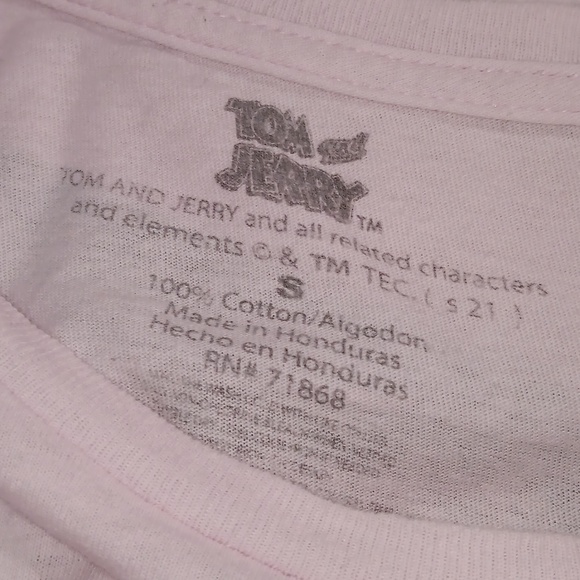 TOM and
JERRY™
TOM AND JERRY and all related characters
and elements © & TM TEC. ( s 21 )
S
100% Cotton/Algodon
Made in Honduras
Hecho en Honduras
RN# 71868